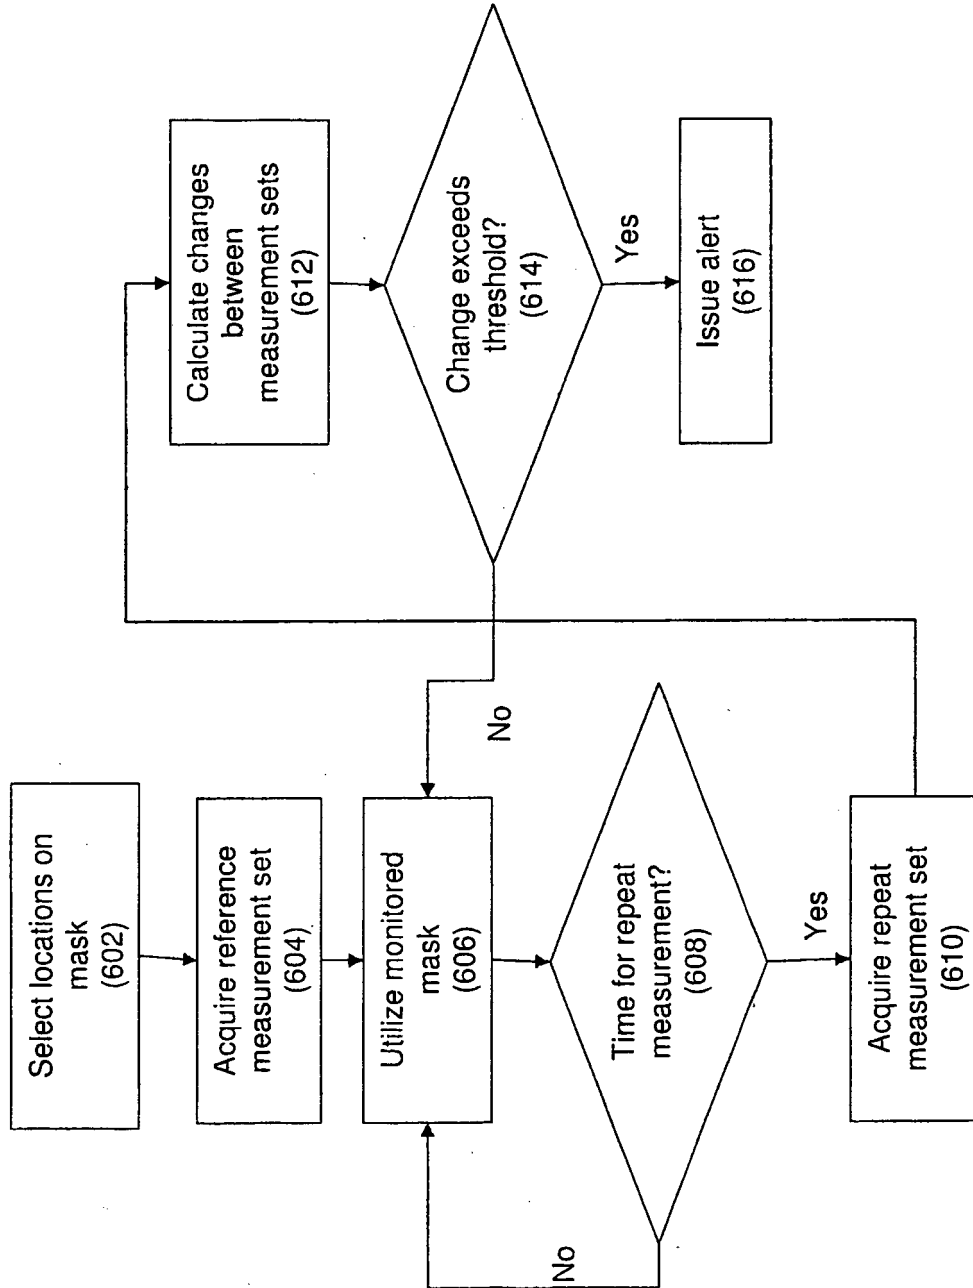 Select locations on
mask
(602)
Acquire reference
measurement set
(604)
Utilize monitored
mask
(606)
No
Time for repeat
measurement?
(608)
No
Yes
Acquire repeat
measurement set
(610)
Calculate changes
between
measurement sets
(612)
Change exceeds
threshold?
(614)
Yes
Issue alert
(616)